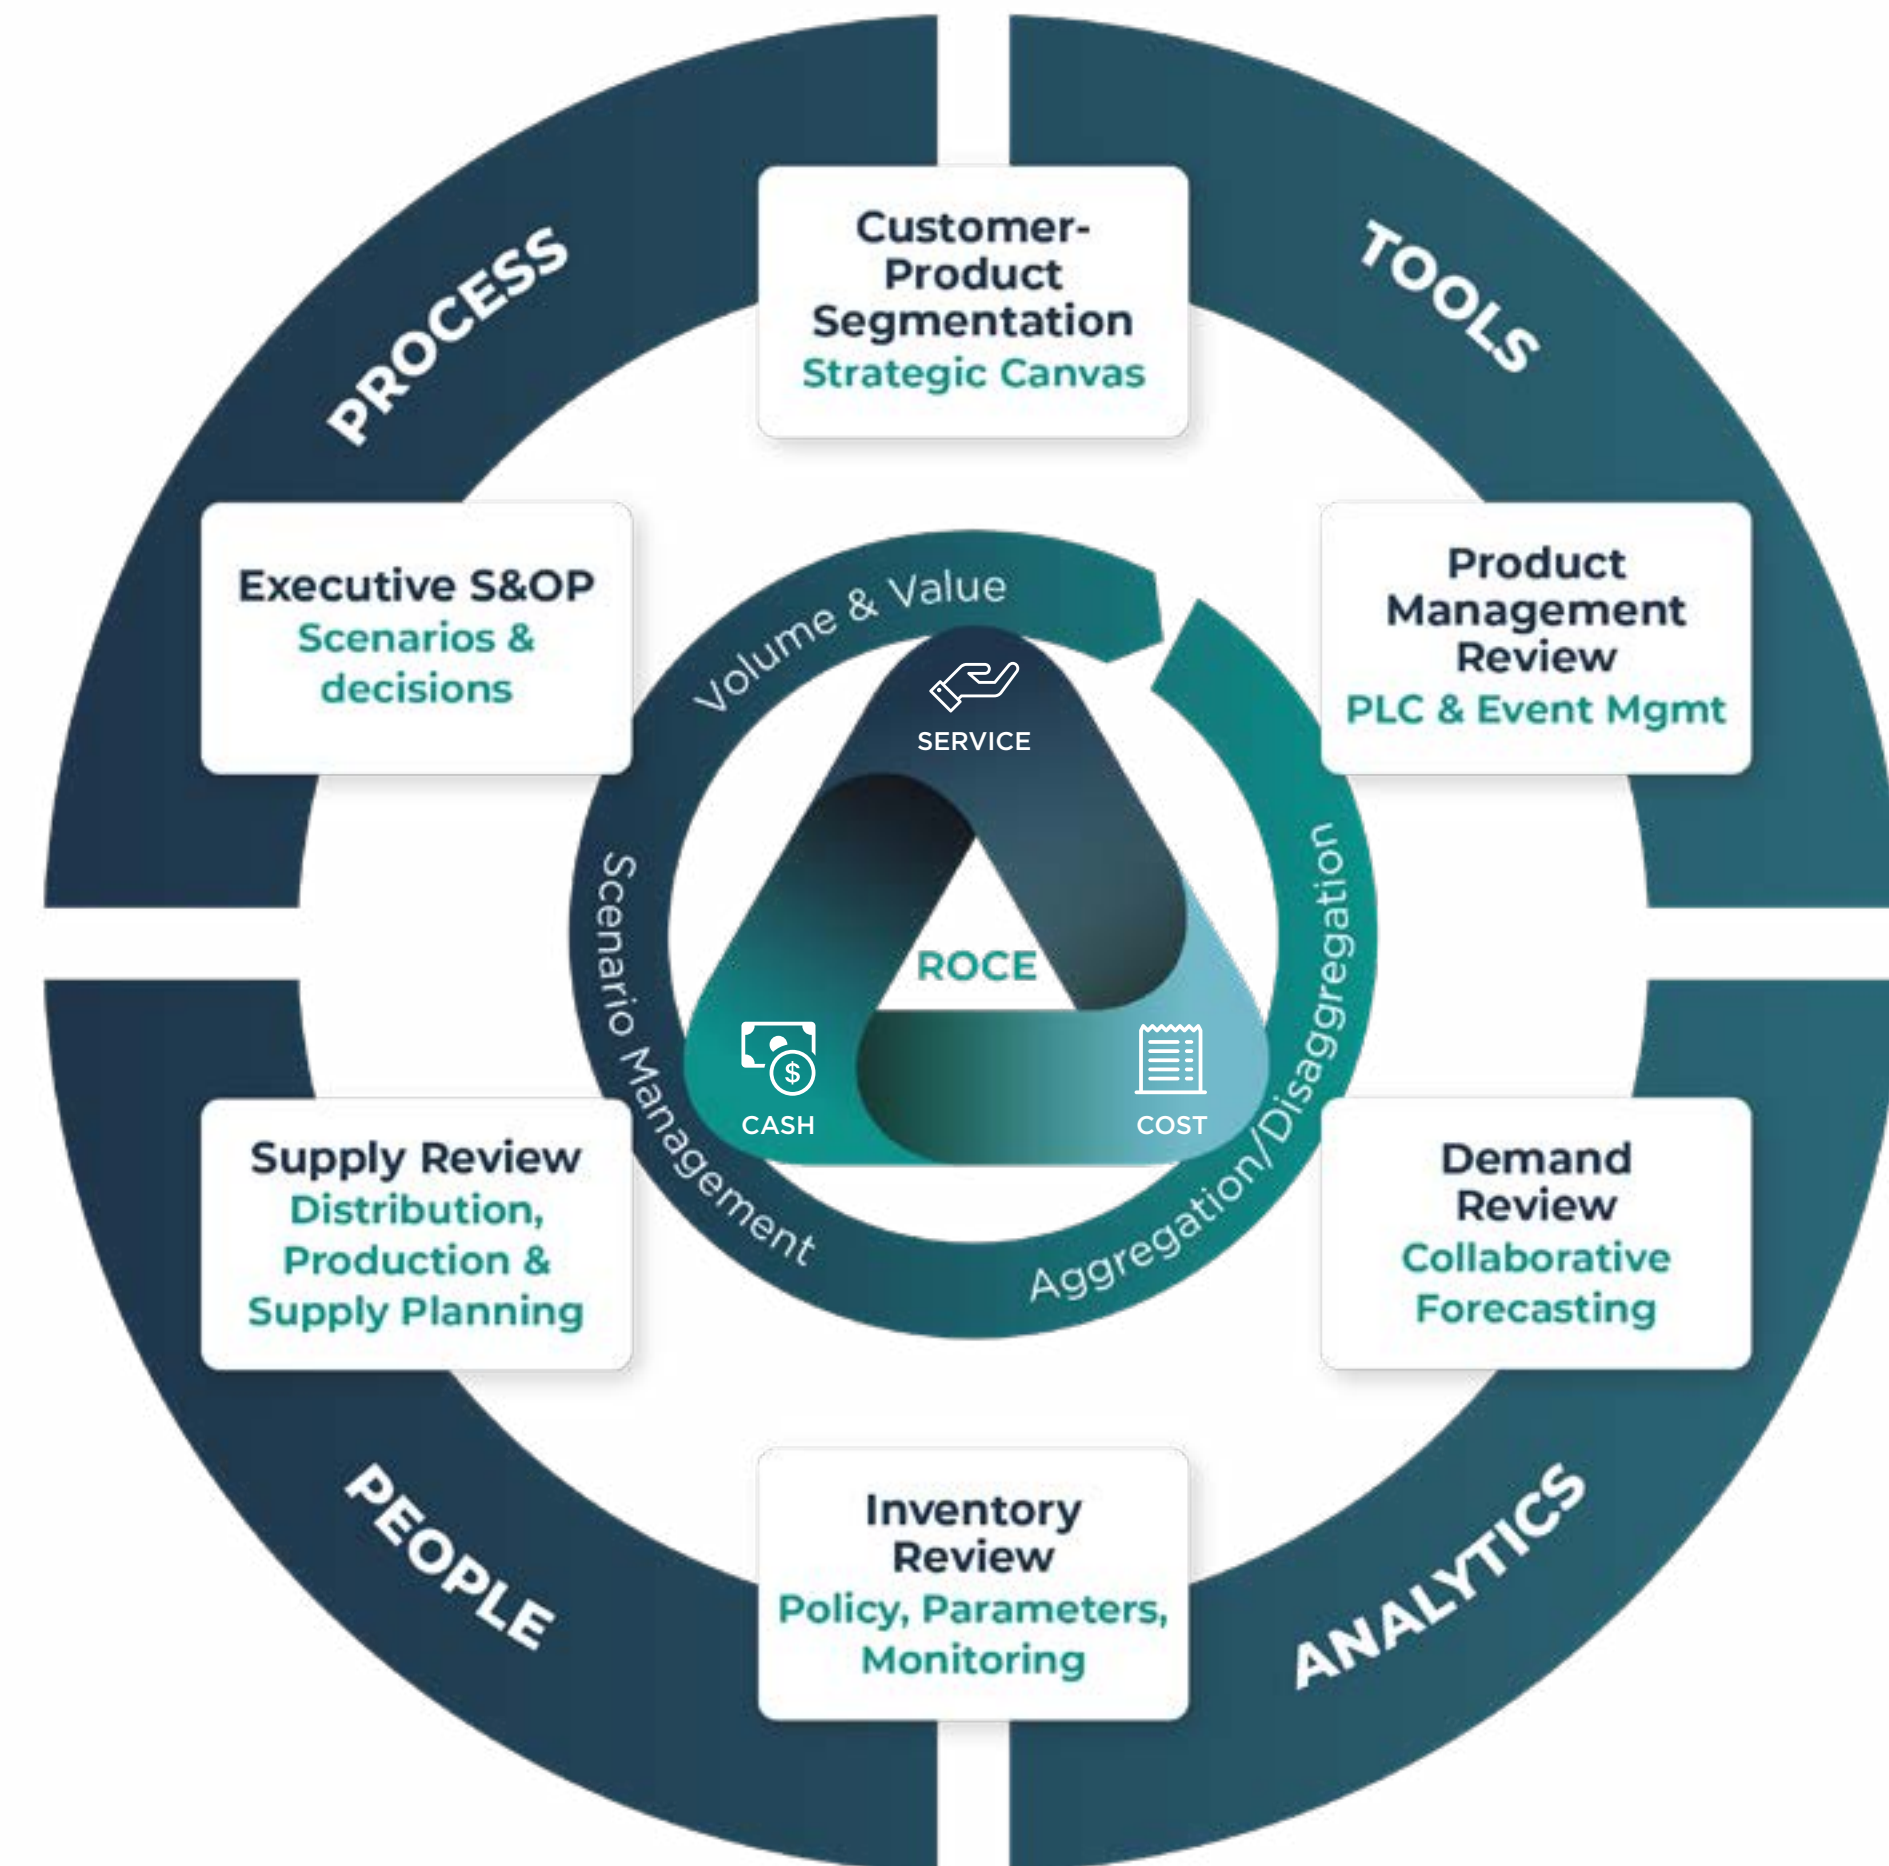 PROCESS
TOOLS
Customer-
Product
Segmentation
Strategic Canvas
Executive S&OP
Scenarios &
decisions
Product
Management
Review
PLC & Event Mgmt
Volume & Value
Scenario Management
Aggregation/Disaggregation
SERVICE
ROCE
CASH
$
COST
Supply Review
Distribution,
Production &
Supply Planning
Demand
Review
Collaborative
Forecasting
Inventory
Review
Policy, Parameters,
Monitoring
PEOPLE
ANALYTICS